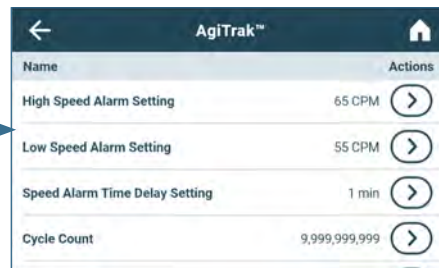 AgiTrak™
Name Actions
High Speed Alarm Setting 65 CPM
Low Speed Alarm Setting 55 CPM
Speed Alarm Time Delay Setting 1 min
Cycle Count 9,999,999,999